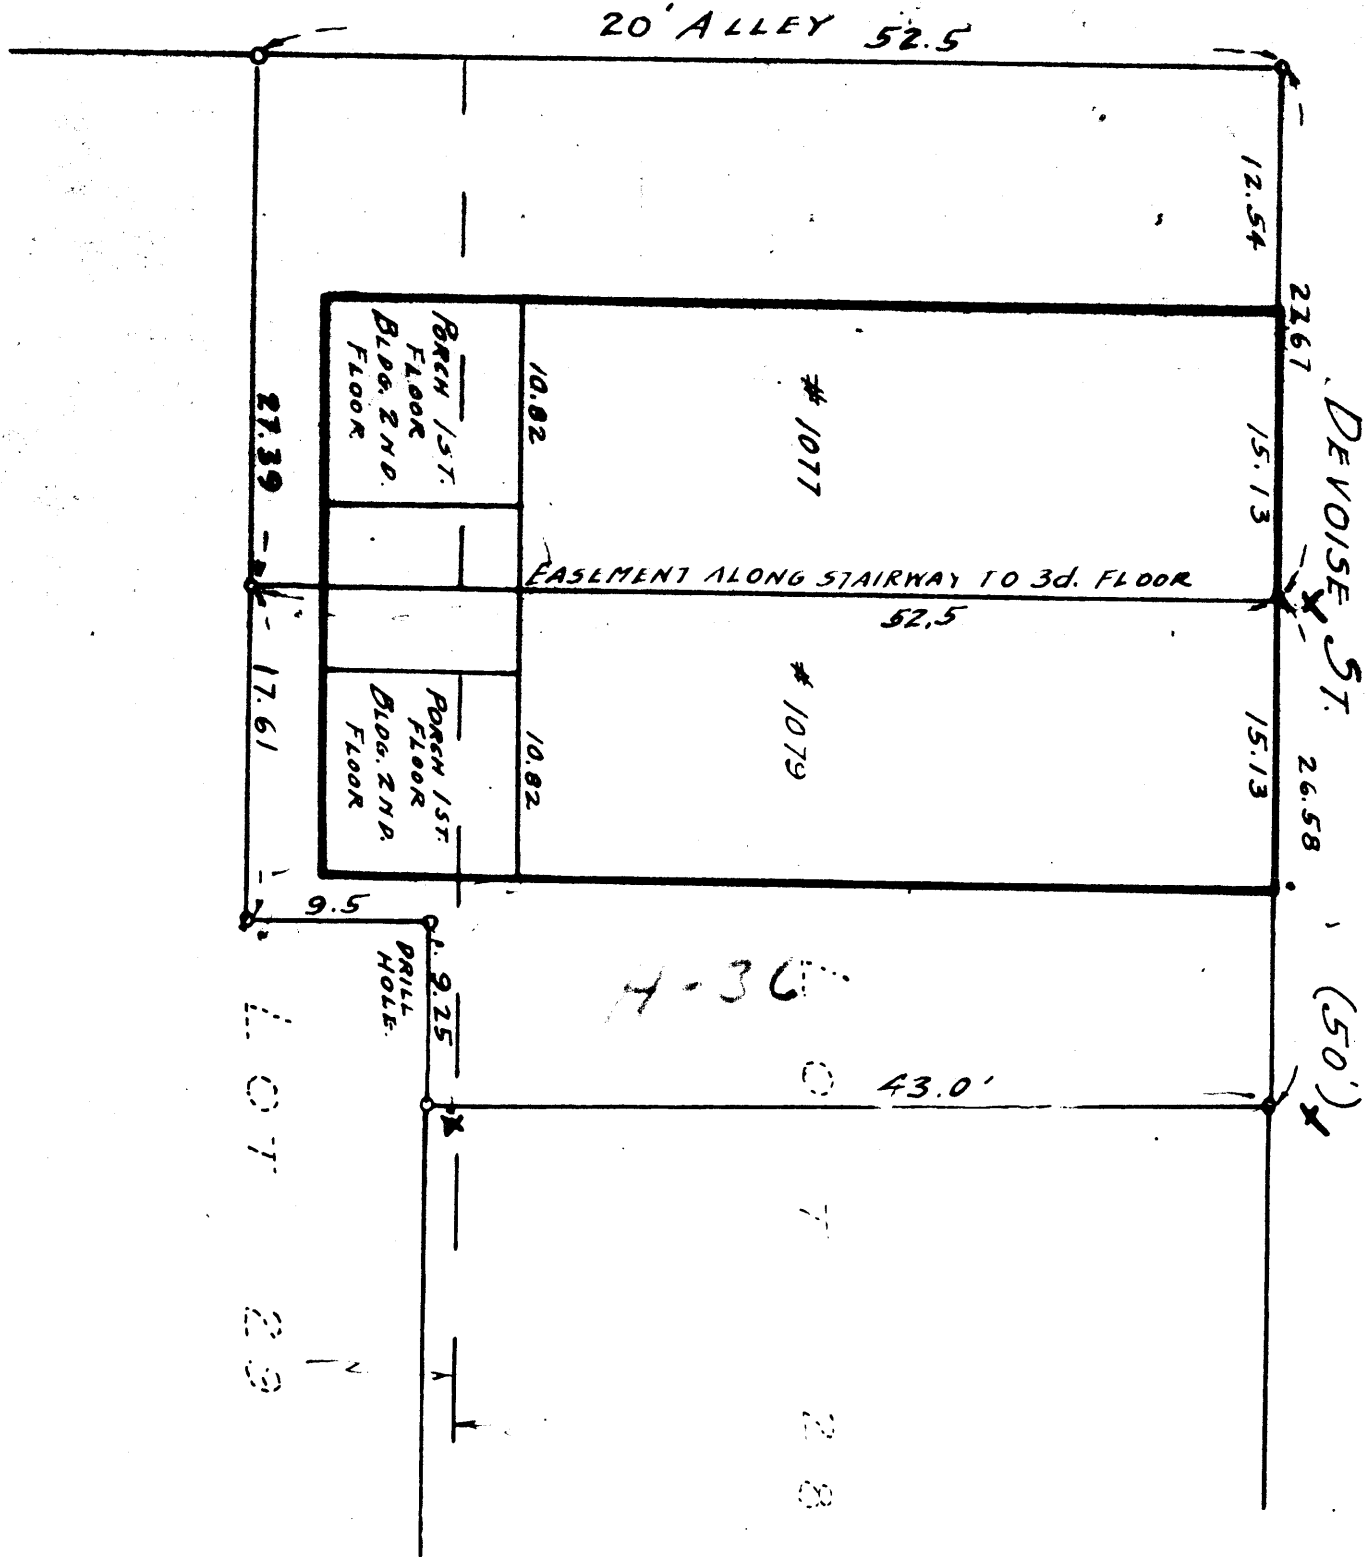 20' ALLEY 52.5
12.54
22.67
DEVOISE ST. (50')
15.13
15.13
26.58
# 1077
# 1079
EASEMENT ALONG STAIRWAY TO 3d. FLOOR
52.5
10.82
PORCH 1ST.
FLOOR
BLDG. 2ND.
FLOOR
10.82
PORCH 1ST.
FLOOR
BLDG. 2ND.
FLOOR
27.39
17.61
9.5
9.25
DRILL
HOLE
43.0'
LOT 28
LOT 29